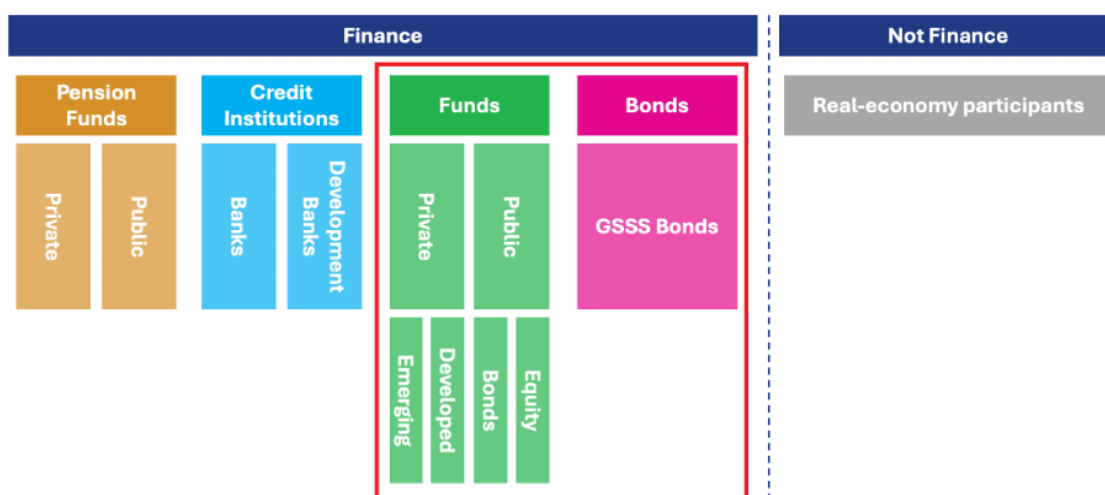 Finance
Not Finance
Pension
Funds
Credit
Institutions
Funds
Bonds
Real-economy participants
Private
Public
Banks
Development
Banks
Private
Public
GSSS Bonds
Emerging
Developed
Bonds
Equity